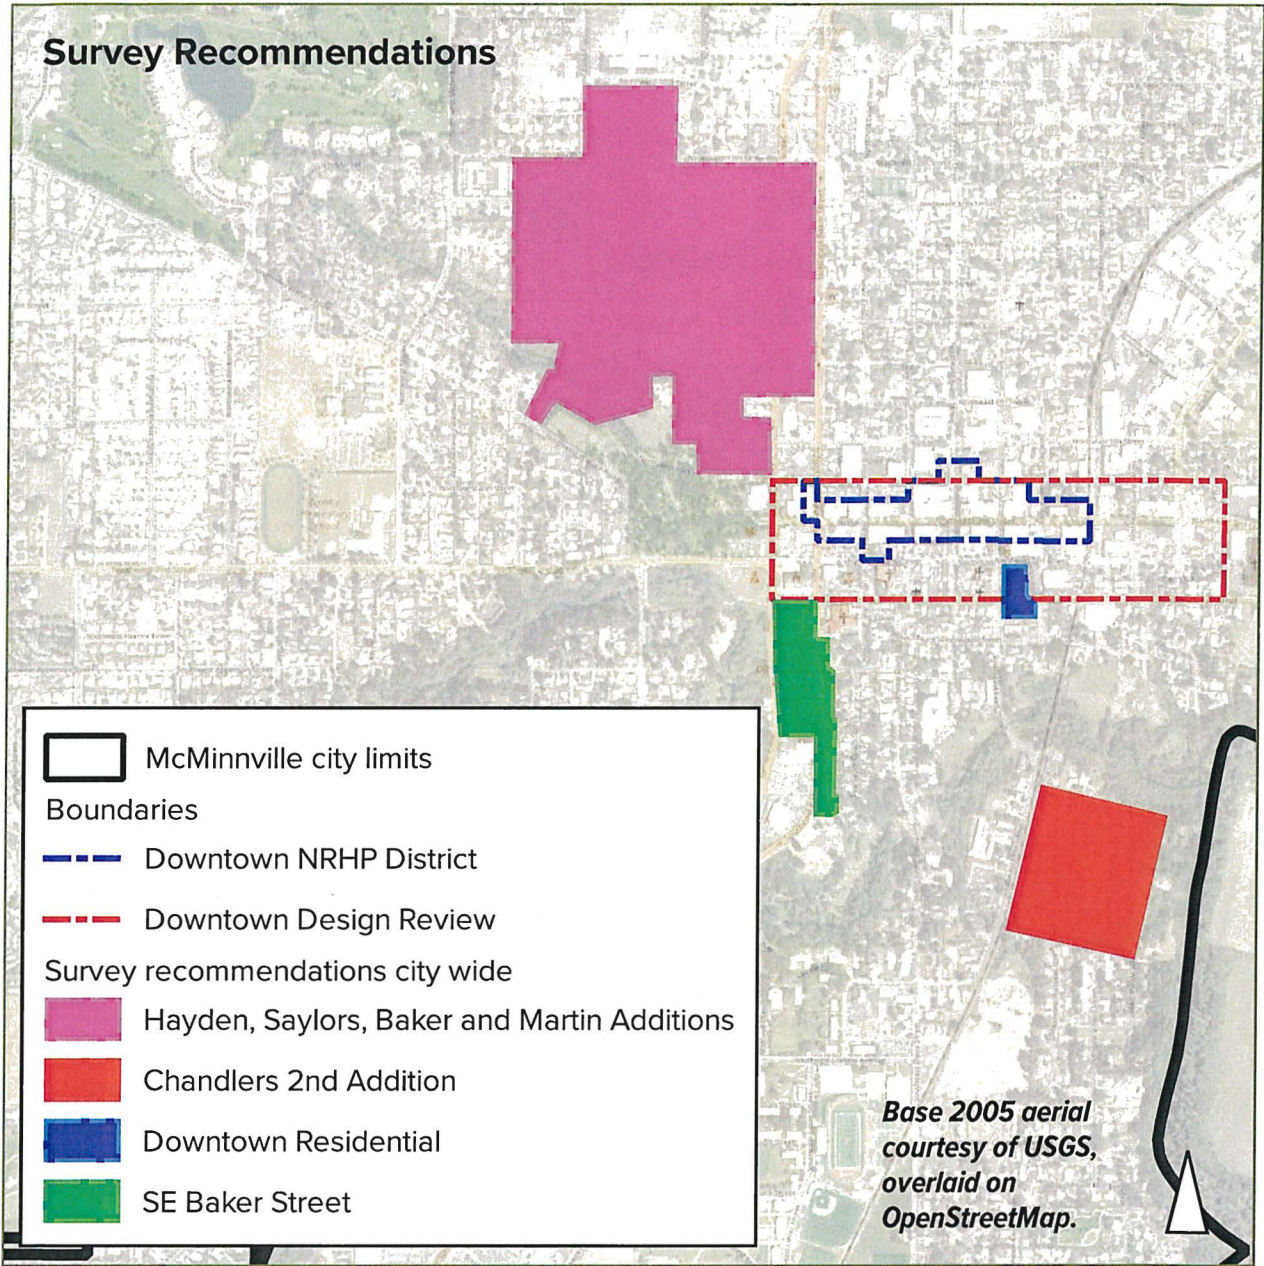 Survey Recommendations
McMinnville city limits
Boundaries
Downtown NRHP District
Downtown Design Review
Survey recommendations city wide
Hayden, Saylors, Baker and Martin Additions
Chandlers 2nd Addition
Downtown Residential
SE Baker Street
Base 2005 aerial
courtesy of USGS,
overlaid on
OpenStreetMap.